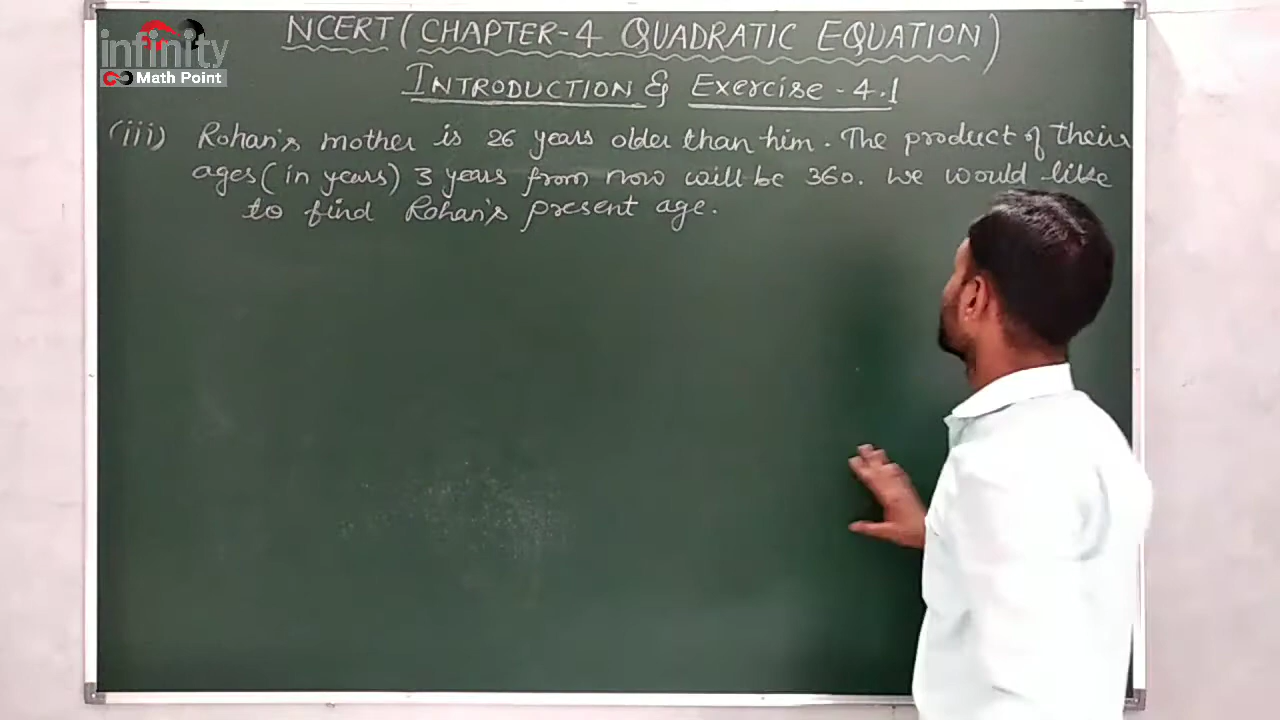 infinity
Math Point
NCERT (CHAPTER-4 QUADRATIC EQUATION)
INTRODUCTION & Exercise - 4.1
(iii) Rohan's mother is 26 years older than him. The product of their
ages (in years) 3 years from now will be 360. We would like
to find Rohan's present age.